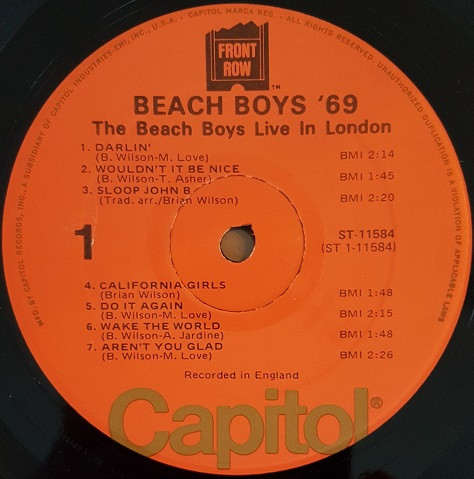 FRONT
ROW
™
BEACH BOYS '69
The Beach Boys Live In London
1. DARLIN'
(B. Wilson-M. Love) BMI 2:14
2. WOULDN'T IT BE NICE
(B. Wilson-T. Asher) BMI 1:45
3. SLOOP JOHN B.
(Trad. arr./Brian Wilson) BMI 2:20
1
ST-11584
(ST 1-11584)
4. CALIFORNIA GIRLS
(Brian Wilson) BMI 1:48
5. DO IT AGAIN
(B. Wilson-M. Love) BMI 2:15
6. WAKE THE WORLD
(B. Wilson-A. Jardine) BMI 1:48
7. AREN'T YOU GLAD
(B. Wilson-M. Love) BMI 2:26
Recorded in England
Capitol®
MFD. BY CAPITOL RECORDS, INC., A SUBSIDIARY OF CAPITOL INDUSTRIES-EMI, INC., U.S.A. • CAPITOL MARCA REG. • ALL RIGHTS RESERVED. UNAUTHORIZED DUPLICATION IS A VIOLATION OF APPLICABLE LAWS